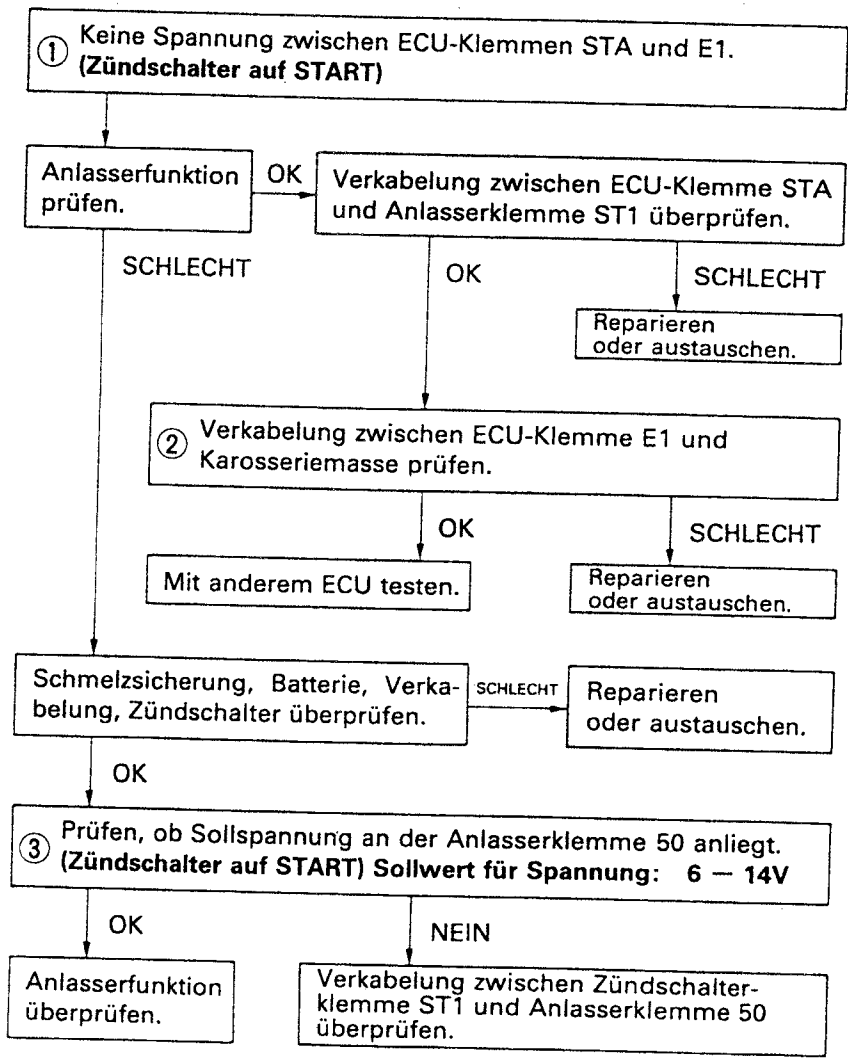 ① Keine Spannung zwischen ECU-Klemmen STA und E1.
(Zündschalter auf START)
Anlasserfunktion
prüfen.
OK
Verkabelung zwischen ECU-Klemme STA
und Anlasserklemme ST1 überprüfen.
SCHLECHT
OK
SCHLECHT
Reparieren
oder austauschen.
② Verkabelung zwischen ECU-Klemme E1 und
Karosseriemasse prüfen.
OK
SCHLECHT
Mit anderem ECU testen.
Reparieren
oder austauschen.
Schmelzsicherung, Batterie, Verka-
belung, Zündschalter überprüfen.
SCHLECHT
Reparieren
oder austauschen.
OK
③ Prüfen, ob Sollspannung an der Anlasserklemme 50 anliegt.
(Zündschalter auf START) Sollwert für Spannung: 6 — 14V
OK
NEIN
Anlasserfunktion
überprüfen.
Verkabelung zwischen Zündschalter-
klemme ST1 und Anlasserklemme 50
überprüfen.